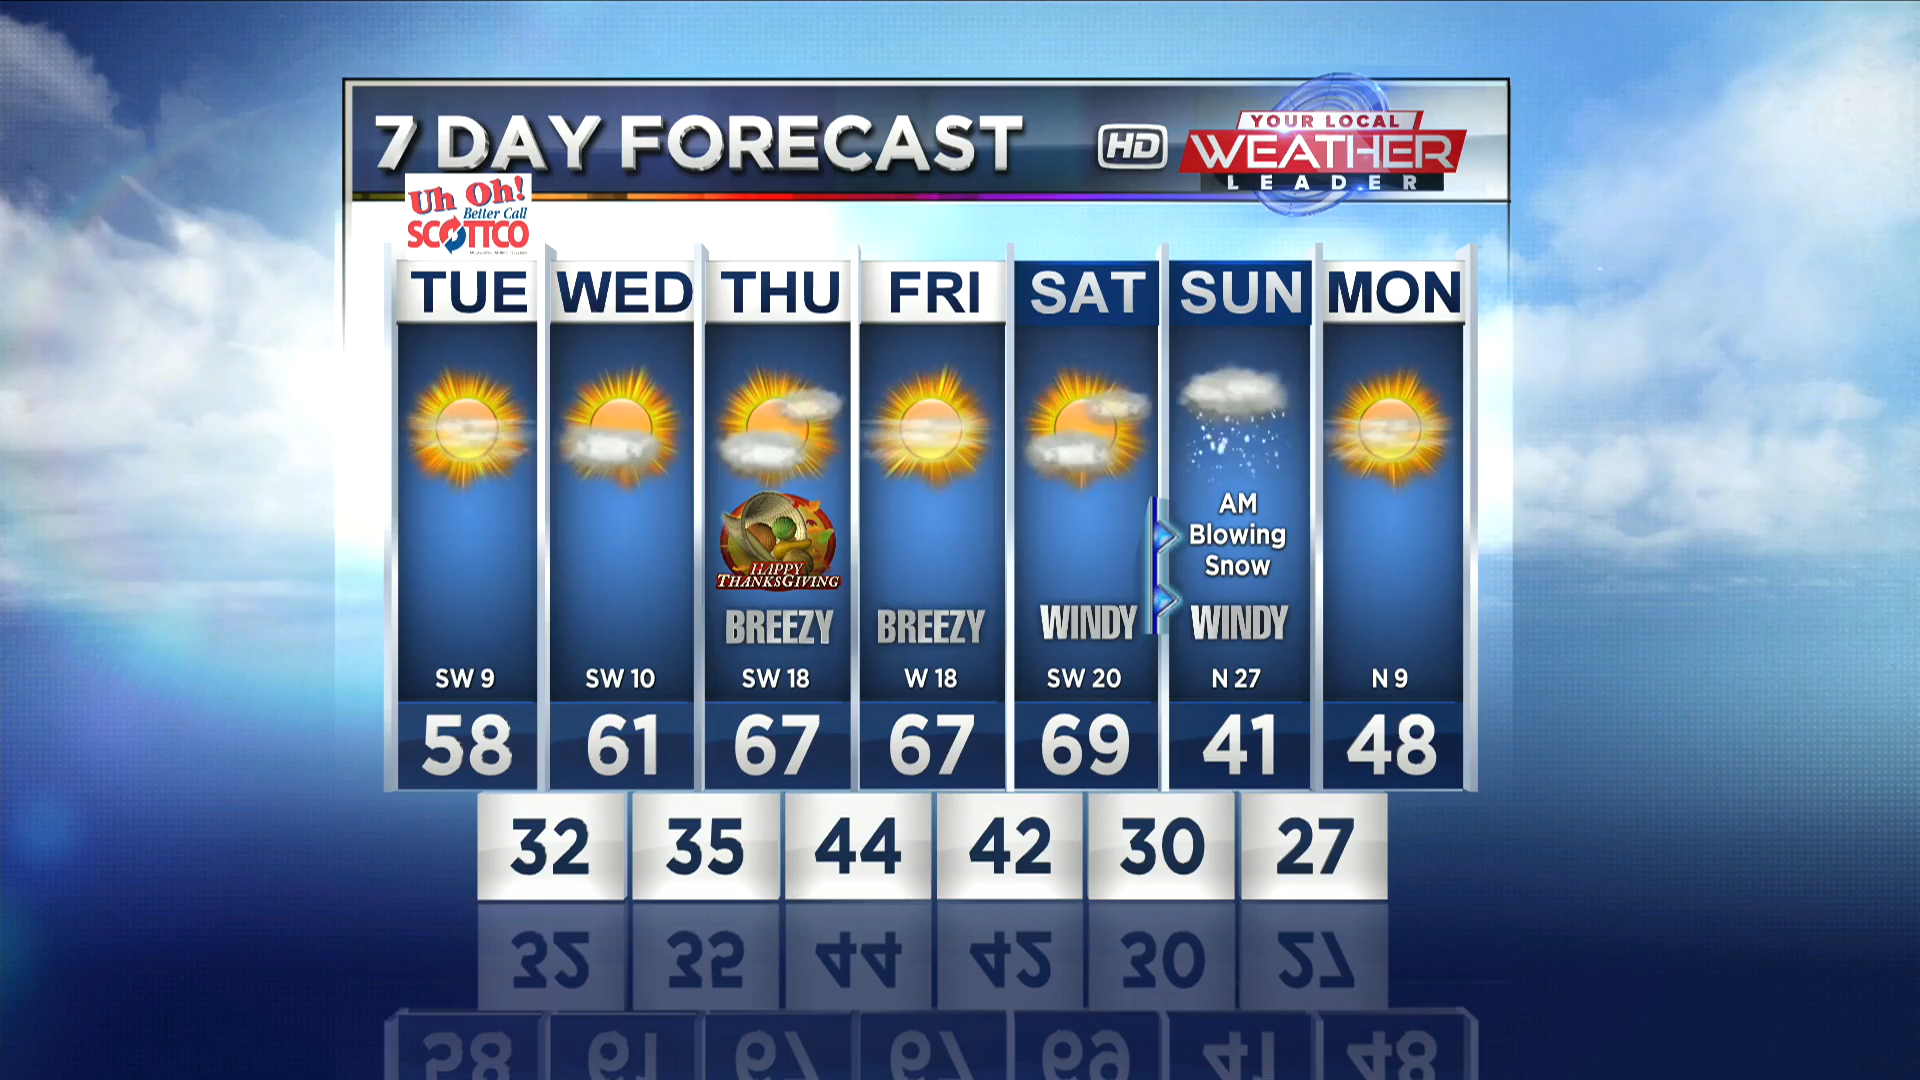 7 DAY FORECAST
HD
YOUR LOCAL
WEATHER
LEADER
Uh Oh!
Better Call
SCOTTCO
TUE WED THU FRI SAT SUN MON
AM
Blowing
Snow
HAPPY
THANKSGIVING
BREEZY BREEZY WINDY WINDY
SW 9 SW 10 SW 18 W 18 SW 20 N 27 N 9
58 61 67 67 69 41 48
32 35 44 42 30 27